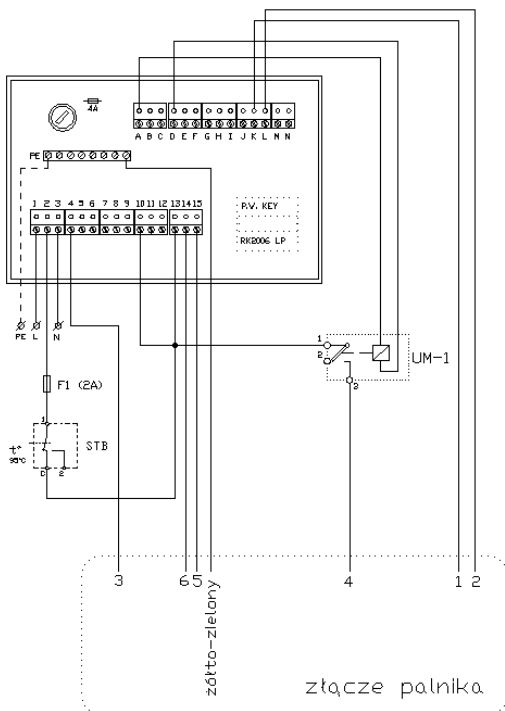 4A
A B C D E F G H I J K L N N
PE
1 2 3 4 5 6 7 8 9 10 11 12 13 14 15
P.W. KEY
RK2006 LP
PE L N
1
2
3
UM-1
F1 (2A)
1
t°
95°C
STB
C 2
3 6 5 żółto-zielony 4 1 2
złącze palnika